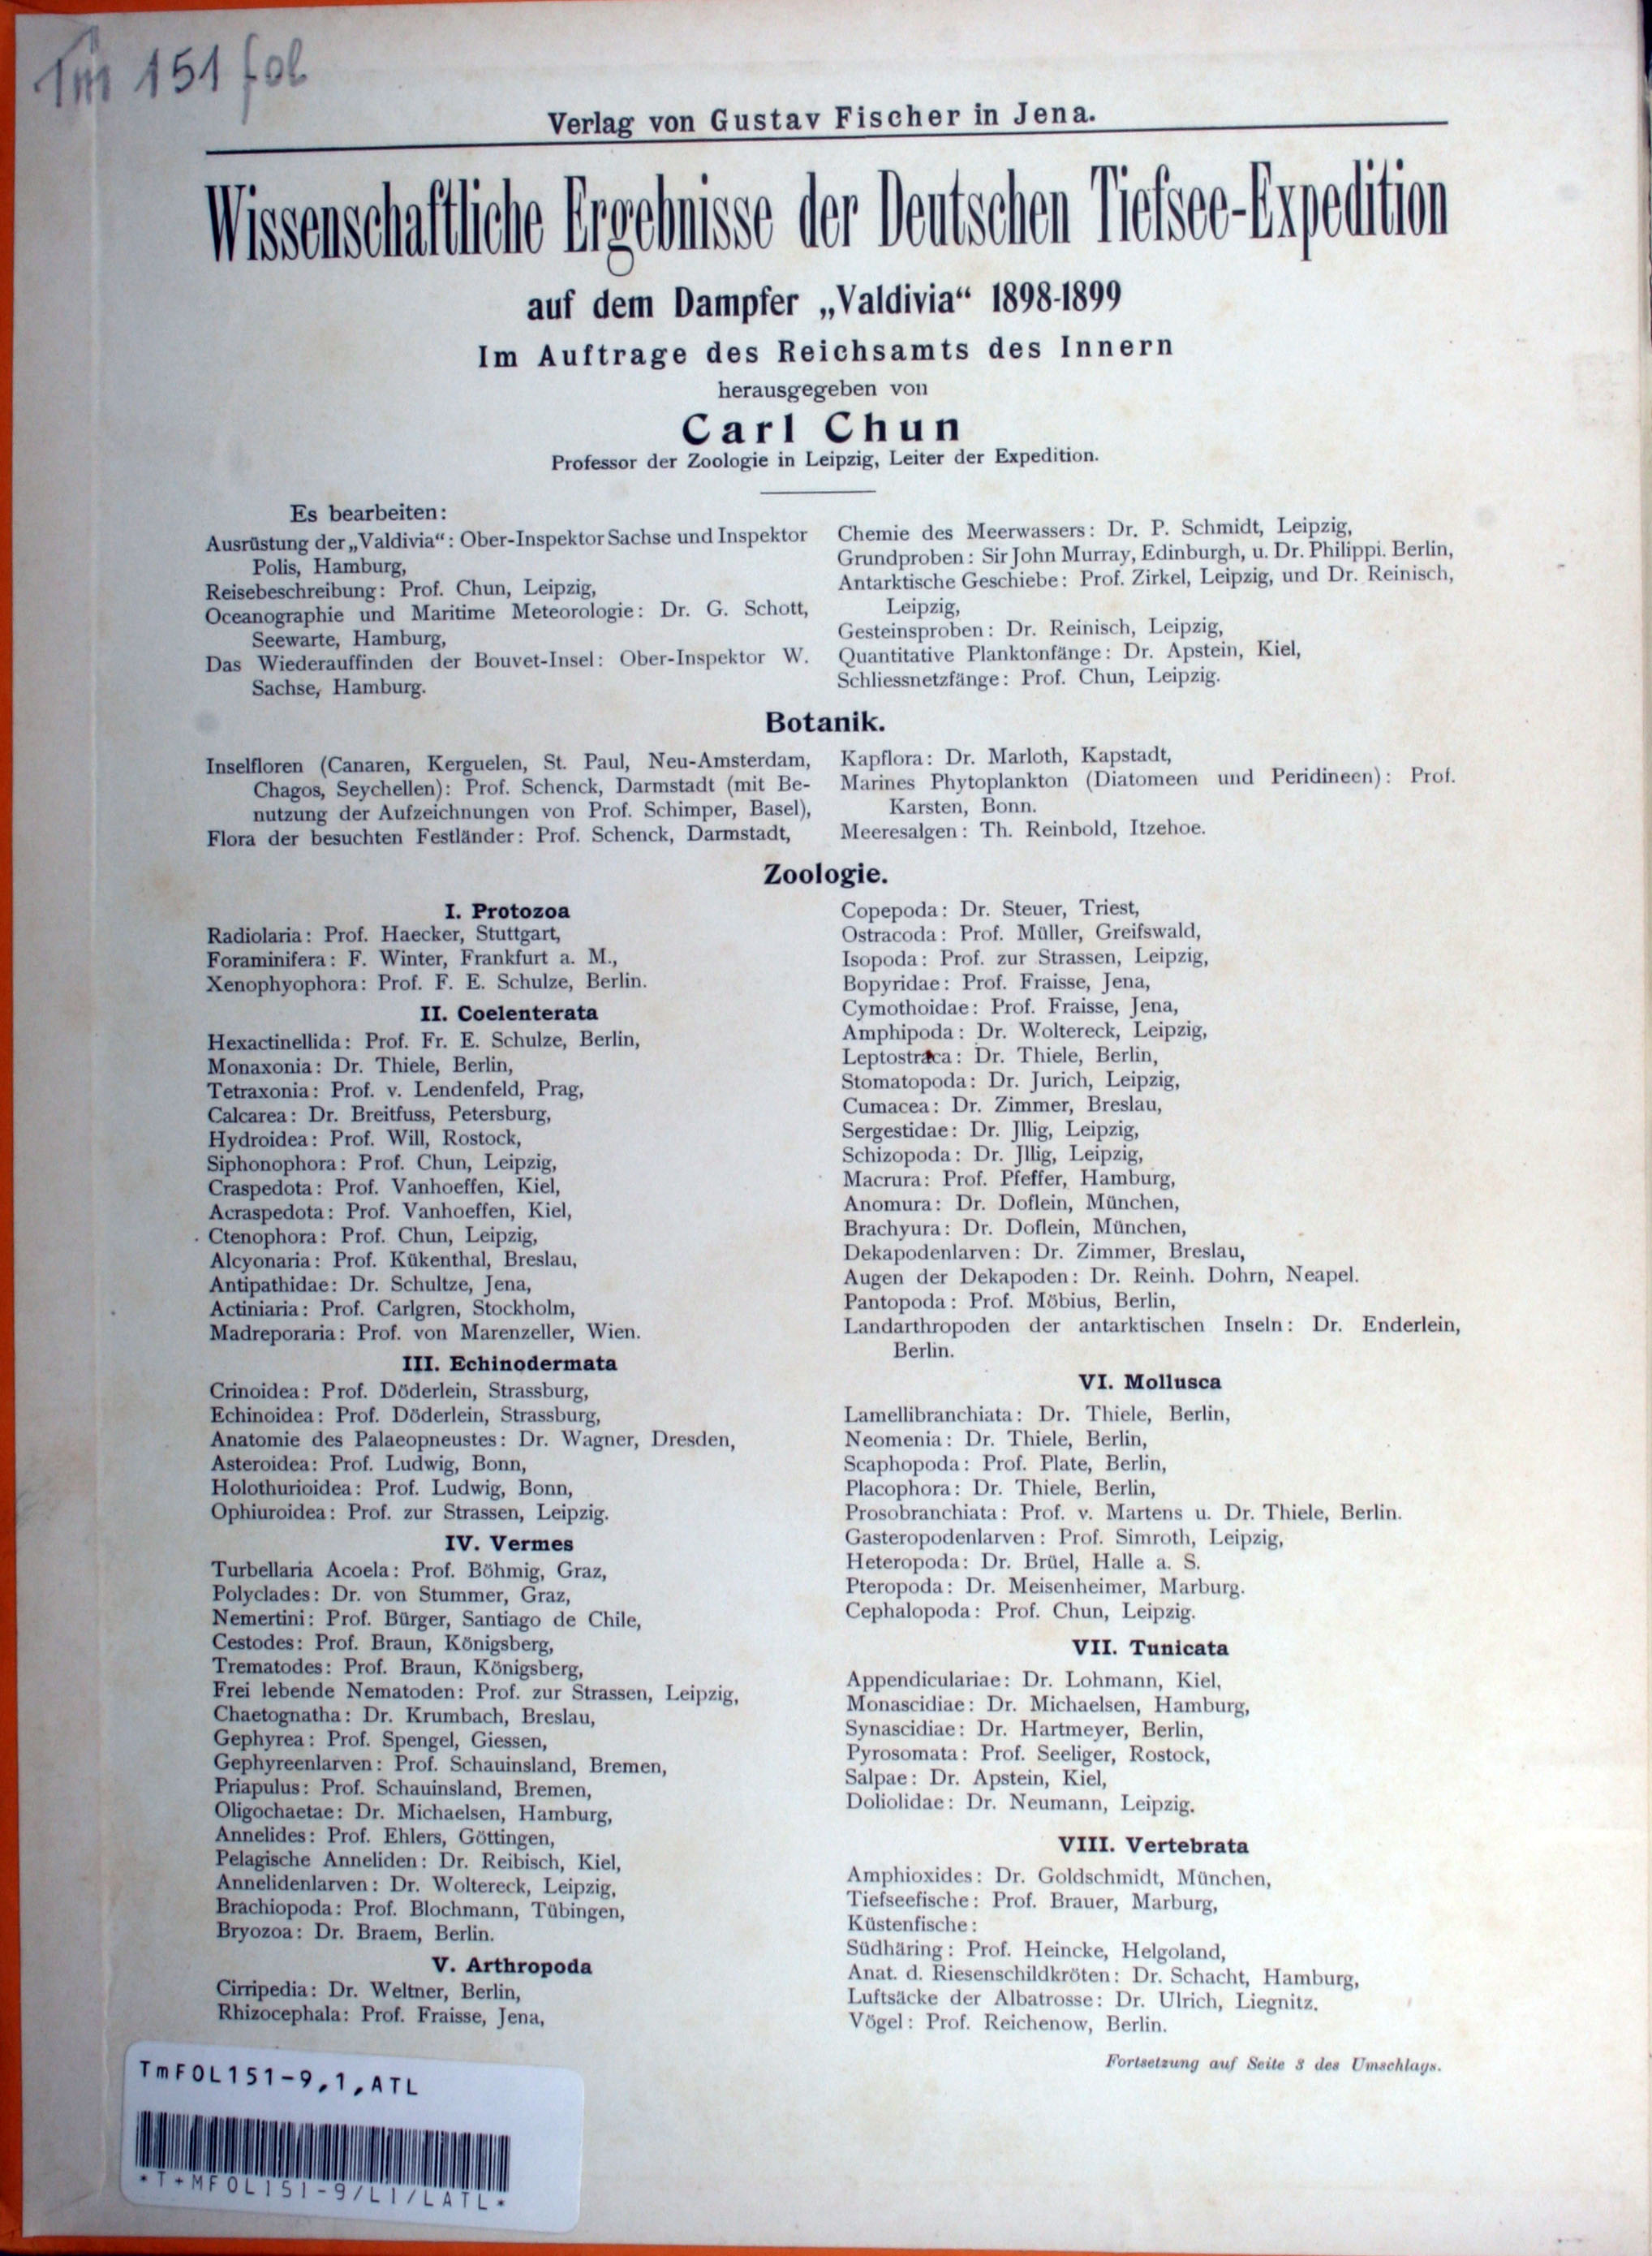 Tm 151 fol
Verlag von Gustav Fischer in Jena.
Wissenschaftliche Ergebnisse der Deutschen Tiefsee-Expedition
auf dem Dampfer „Valdivia“ 1898-1899
Im Auftrage des Reichsamts des Innern
herausgegeben von
Carl Chun
Professor der Zoologie in Leipzig, Leiter der Expedition.
Es bearbeiten:
Ausrüstung der „Valdivia“: Ober-Inspektor Sachse und Inspektor
Polis, Hamburg,
Reisebeschreibung: Prof. Chun, Leipzig,
Oceanographie und Maritime Meteorologie: Dr. G. Schott,
Seewarte, Hamburg,
Das Wiederauffinden der Bouvet-Insel: Ober-Inspektor W.
Sachse, Hamburg.
Chemie des Meerwassers: Dr. P. Schmidt, Leipzig,
Grundproben: Sir John Murray, Edinburgh, u. Dr. Philippi. Berlin,
Antarktische Geschiebe: Prof. Zirkel, Leipzig, und Dr. Reinisch,
Leipzig,
Gesteinsproben: Dr. Reinisch, Leipzig,
Quantitative Planktonfänge: Dr. Apstein, Kiel,
Schliessnetzfänge: Prof. Chun, Leipzig.
Botanik.
Inselfloren (Canaren, Kerguelen, St. Paul, Neu-Amsterdam,
Chagos, Seychellen): Prof. Schenck, Darmstadt (mit Be-
nutzung der Aufzeichnungen von Prof. Schimper, Basel),
Flora der besuchten Festländer: Prof. Schenck, Darmstadt,
Kapflora: Dr. Marloth, Kapstadt,
Marines Phytoplankton (Diatomeen und Peridineen): Prof.
Karsten, Bonn.
Meeresalgen: Th. Reinbold, Itzehoe.
Zoologie.
I. Protozoa
Radiolaria: Prof. Haecker, Stuttgart,
Foraminifera: F. Winter, Frankfurt a. M.,
Xenophyophora: Prof. F. E. Schulze, Berlin.
II. Coelenterata
Hexactinellida: Prof. Fr. E. Schulze, Berlin,
Monaxonia: Dr. Thiele, Berlin,
Tetraxonia: Prof. v. Lendenfeld, Prag,
Calcarea: Dr. Breitfuss, Petersburg,
Hydroidea: Prof. Will, Rostock,
Siphonophora: Prof. Chun, Leipzig,
Craspedota: Prof. Vanhoeffen, Kiel,
Acraspedota: Prof. Vanhoeffen, Kiel,
Ctenophora: Prof. Chun, Leipzig,
Alcyonaria: Prof. Kükenthal, Breslau,
Antipathidae: Dr. Schultze, Jena,
Actiniaria: Prof. Carlgren, Stockholm,
Madreporaria: Prof. von Marenzeller, Wien.
III. Echinodermata
Crinoidea: Prof. Döderlein, Strassburg,
Echinoidea: Prof. Döderlein, Strassburg,
Anatomie des Palaeopneustes: Dr. Wagner, Dresden,
Asteroidea: Prof. Ludwig, Bonn,
Holothurioidea: Prof. Ludwig, Bonn,
Ophiuroidea: Prof. zur Strassen, Leipzig.
IV. Vermes
Turbellaria Acoela: Prof. Böhmig, Graz,
Polyclades: Dr. von Stummer, Graz,
Nemertini: Prof. Bürger, Santiago de Chile,
Cestodes: Prof. Braun, Königsberg,
Trematodes: Prof. Braun, Königsberg,
Frei lebende Nematoden: Prof. zur Strassen, Leipzig,
Chaetognatha: Dr. Krumbach, Breslau,
Gephyrea: Prof. Spengel, Giessen,
Gephyreenlarven: Prof. Schauinsland, Bremen,
Priapulus: Prof. Schauinsland, Bremen,
Oligochaetae: Dr. Michaelsen, Hamburg,
Annelides: Prof. Ehlers, Göttingen,
Pelagische Anneliden: Dr. Reibisch, Kiel,
Annelidenlarven: Dr. Woltereck, Leipzig,
Brachiopoda: Prof. Blochmann, Tübingen,
Bryozoa: Dr. Braem, Berlin.
V. Arthropoda
Cirripedia: Dr. Weltner, Berlin,
Rhizocephala: Prof. Fraisse, Jena,
Copepoda: Dr. Steuer, Triest,
Ostracoda: Prof. Müller, Greifswald,
Isopoda: Prof. zur Strassen, Leipzig,
Bopyridae: Prof. Fraisse, Jena,
Cymothoidae: Prof. Fraisse, Jena,
Amphipoda: Dr. Woltereck, Leipzig,
Leptostraca: Dr. Thiele, Berlin,
Stomatopoda: Dr. Jurich, Leipzig,
Cumacea: Dr. Zimmer, Breslau,
Sergestidae: Dr. Jllig, Leipzig,
Schizopoda: Dr. Jllig, Leipzig,
Macrura: Prof. Pfeffer, Hamburg,
Anomura: Dr. Doflein, München,
Brachyura: Dr. Doflein, München,
Dekapodenlarven: Dr. Zimmer, Breslau,
Augen der Dekapoden: Dr. Reinh. Dohrn, Neapel.
Pantopoda: Prof. Möbius, Berlin,
Landarthropoden der antarktischen Inseln: Dr. Enderlein,
Berlin.
VI. Mollusca
Lamellibranchiata: Dr. Thiele, Berlin,
Neomenia: Dr. Thiele, Berlin,
Scaphopoda: Prof. Plate, Berlin,
Placophora: Dr. Thiele, Berlin,
Prosobranchiata: Prof. v. Martens u. Dr. Thiele, Berlin.
Gasteropodenlarven: Prof. Simroth, Leipzig,
Heteropoda: Dr. Brüel, Halle a. S.
Pteropoda: Dr. Meisenheimer, Marburg.
Cephalopoda: Prof. Chun, Leipzig.
VII. Tunicata
Appendiculariae: Dr. Lohmann, Kiel,
Monascidiae: Dr. Michaelsen, Hamburg,
Synascidiae: Dr. Hartmeyer, Berlin,
Pyrosomata: Prof. Seeliger, Rostock,
Salpae: Dr. Apstein, Kiel,
Doliolidae: Dr. Neumann, Leipzig.
VIII. Vertebrata
Amphioxides: Dr. Goldschmidt, München,
Tiefseefische: Prof. Brauer, Marburg,
Küstenfische:
Südhäring: Prof. Heincke, Helgoland,
Anat. d. Riesenschildkröten: Dr. Schacht, Hamburg,
Luftsäcke der Albatrosse: Dr. Ulrich, Liegnitz.
Vögel: Prof. Reichenow, Berlin.
Fortsetzung auf Seite 3 des Umschlags.
TmFOL151-9,1,ATL
*T+MFOL151-9/L1/LATL*